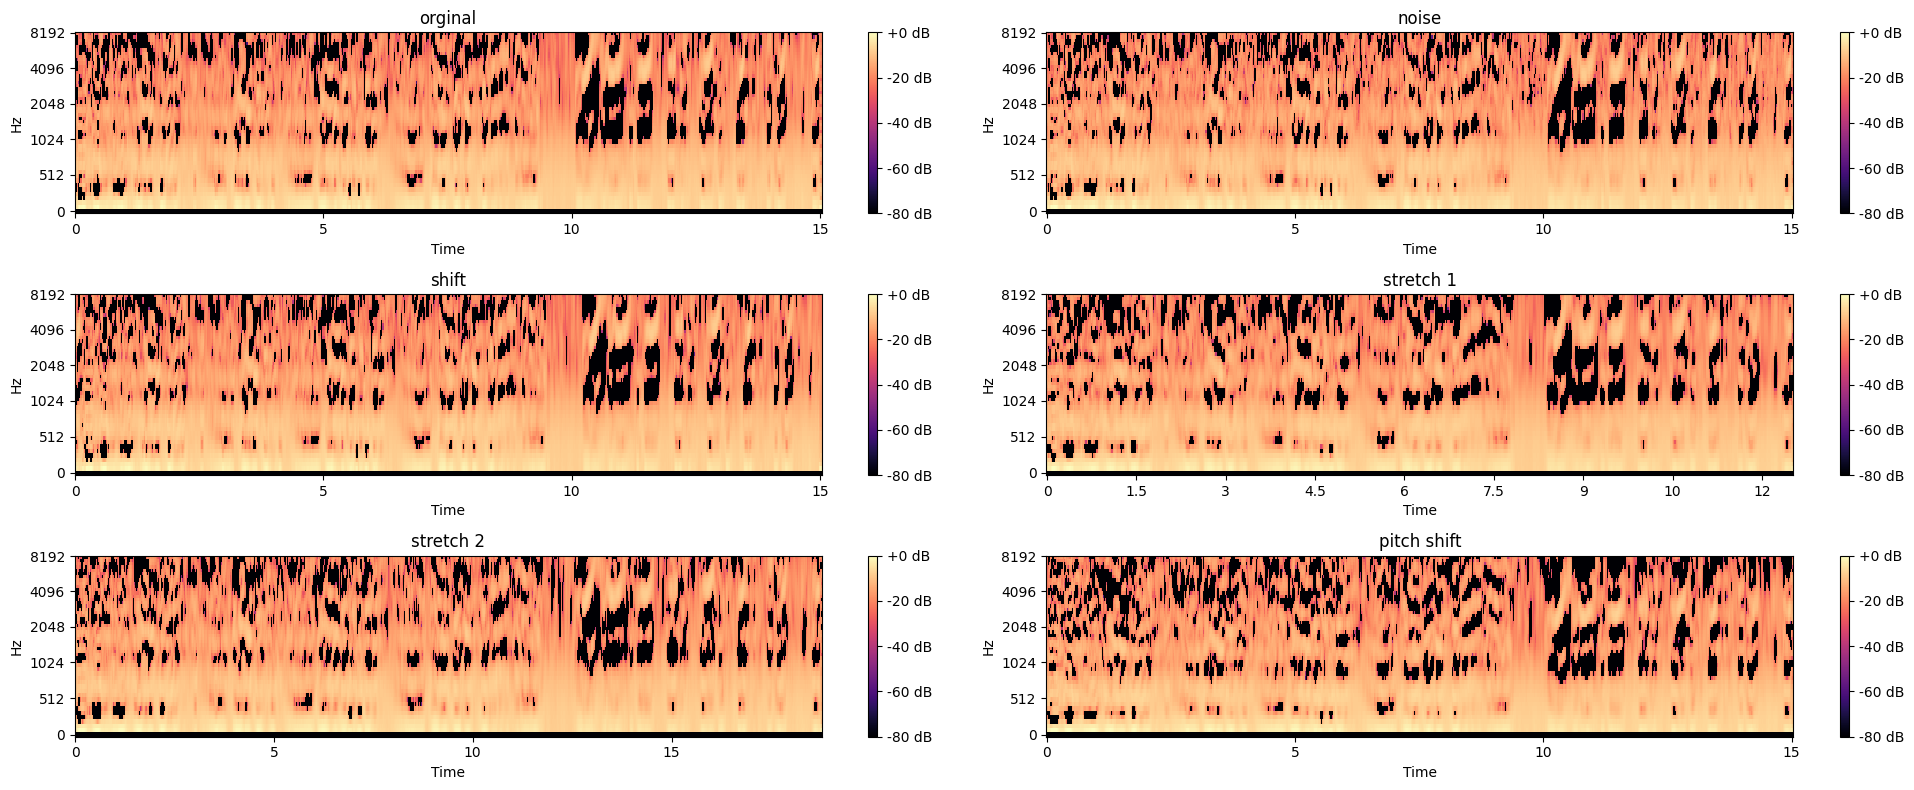 orginal
8192
4096
2048
1024
512
0
Hz
0 5 10 15
Time
+0 dB
-20 dB
-40 dB
-60 dB
-80 dB
noise
8192
4096
2048
1024
512
0
Hz
0 5 10 15
Time
+0 dB
-20 dB
-40 dB
-60 dB
-80 dB
shift
8192
4096
2048
1024
512
0
Hz
0 5 10 15
Time
+0 dB
-20 dB
-40 dB
-60 dB
-80 dB
stretch 1
8192
4096
2048
1024
512
0
Hz
0 1.5 3 4.5 6 7.5 9 10 12
Time
+0 dB
-20 dB
-40 dB
-60 dB
-80 dB
stretch 2
8192
4096
2048
1024
512
0
Hz
0 5 10 15
Time
+0 dB
-20 dB
-40 dB
-60 dB
-80 dB
pitch shift
8192
4096
2048
1024
512
0
Hz
0 5 10 15
Time
+0 dB
-20 dB
-40 dB
-60 dB
-80 dB